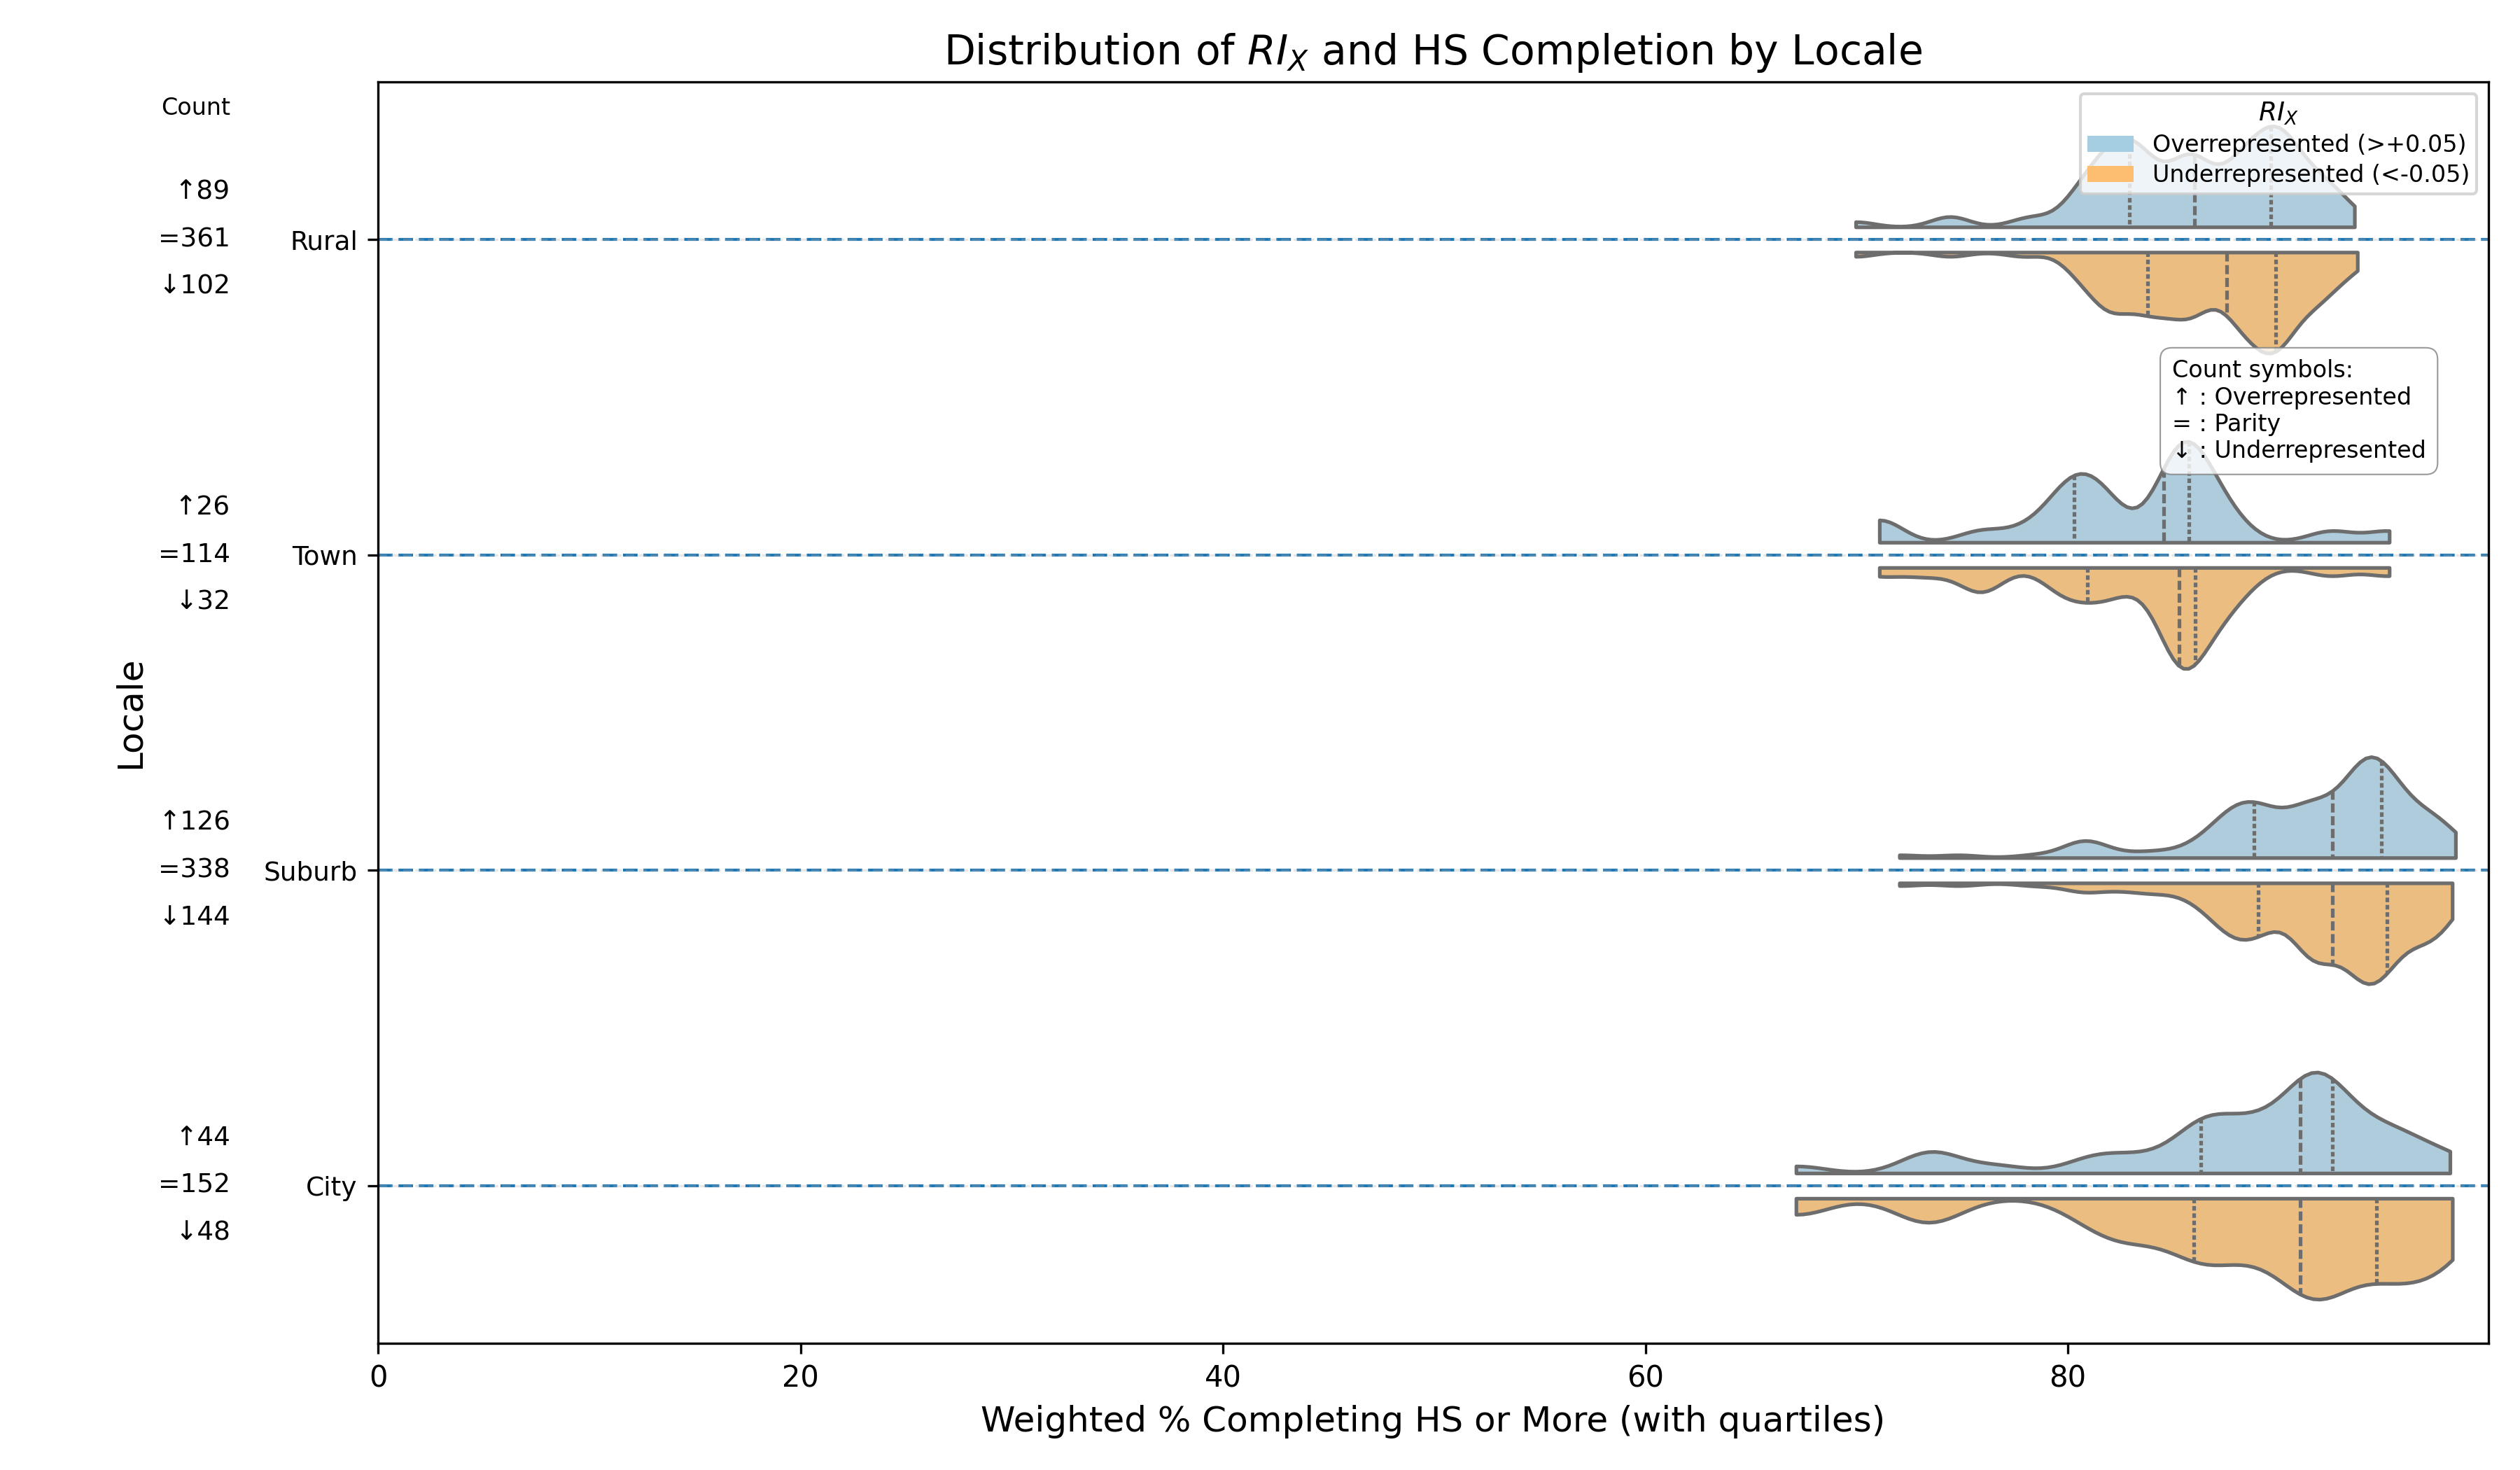 Distribution of RI_X and HS Completion by Locale
Count
RI_X
Overrepresented (>+0.05)
Underrepresented (<-0.05)
↑89
=361
Rural
↓102
Count symbols:
↑ : Overrepresented
= : Parity
↓ : Underrepresented
↑26
=114
Town
↓32
Locale
↑126
=338
Suburb
↓144
↑44
=152
City
↓48
0 20 40 60 80
Weighted % Completing HS or More (with quartiles)